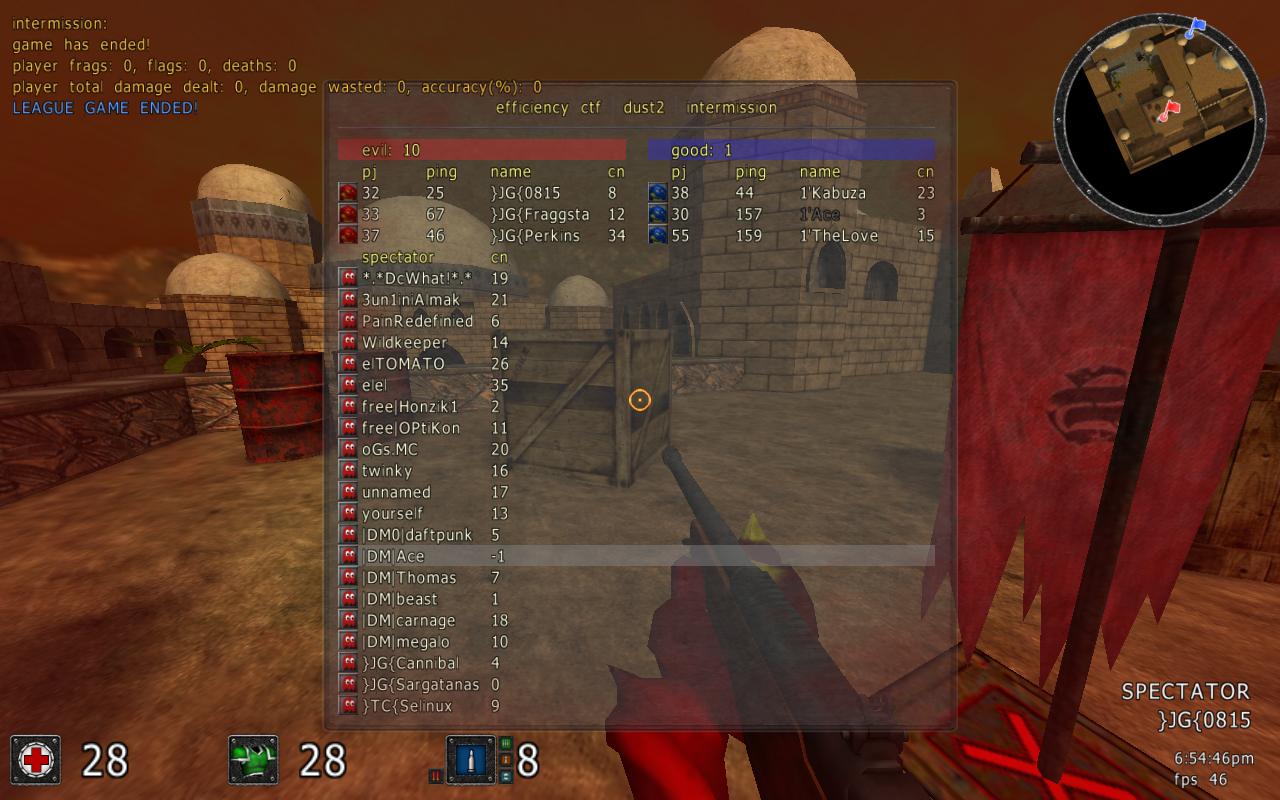 intermission:
game has ended!
player frags: 0, flags: 0, deaths: 0
player total damage dealt: 0, damage wasted: 0, accuracy(%): 0
LEAGUE GAME ENDED!
efficiency ctf dust2 intermission
evil: 10 good: 1
pj ping name cn pj ping name cn
32 25 }JG{0815 8 38 44 1'Kabuza 23
33 67 }JG{Fraggsta 12 30 157 1'Ace 3
37 46 }JG{Perkins 34 55 159 1'TheLove 15
spectator cn
*.*DcWhat!*.* 19
3un1iniAlmak 21
PainRedefinied 6
Wildkeeper 14
elTOMATO 26
elel 35
free|Honzik1 2
free|OPtiKon 11
oGs.MC 20
twinky 16
unnamed 17
yourself 13
|DM0|daftpunk 5
|DM|Ace -1
|DM|Thomas 7
|DM|beast 1
|DM|carnage 18
|DM|megalo 10
}JG{Cannibal 4
}JG{Sargatanas 0
}TC{Selinux 9
SPECTATOR
}JG{0815
6:54:46pm
fps 46
28 28 8